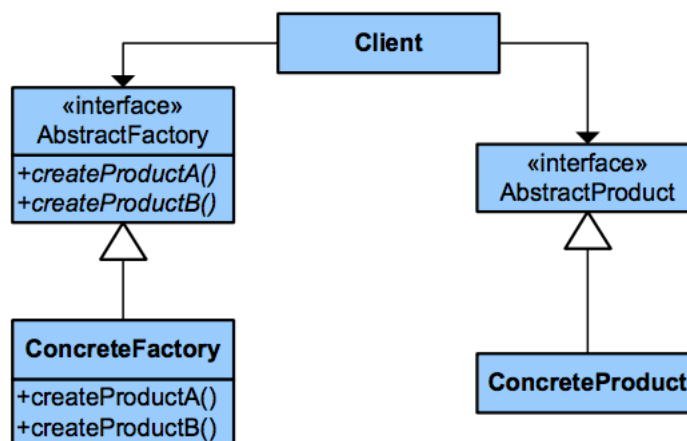 Client
«interface»
AbstractFactory
+createProductA()
+createProductB()
«interface»
AbstractProduct
ConcreteFactory
+createProductA()
+createProductB()
ConcreteProduct